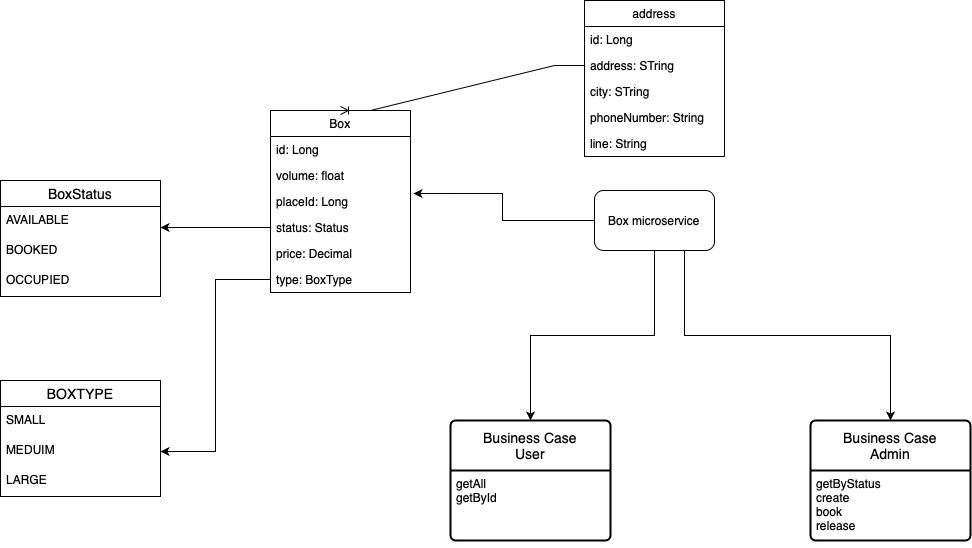 address
id: Long
address: STring
city: STring
phoneNumber: String
line: String
Box
id: Long
volume: float
placeId: Long
status: Status
price: Decimal
type: BoxType
BoxStatus
AVAILABLE
BOOKED
OCCUPIED
Box microservice
BOXTYPE
SMALL
MEDUIM
LARGE
Business Case
User
getAll
getById
Business Case
Admin
getByStatus
create
book
release